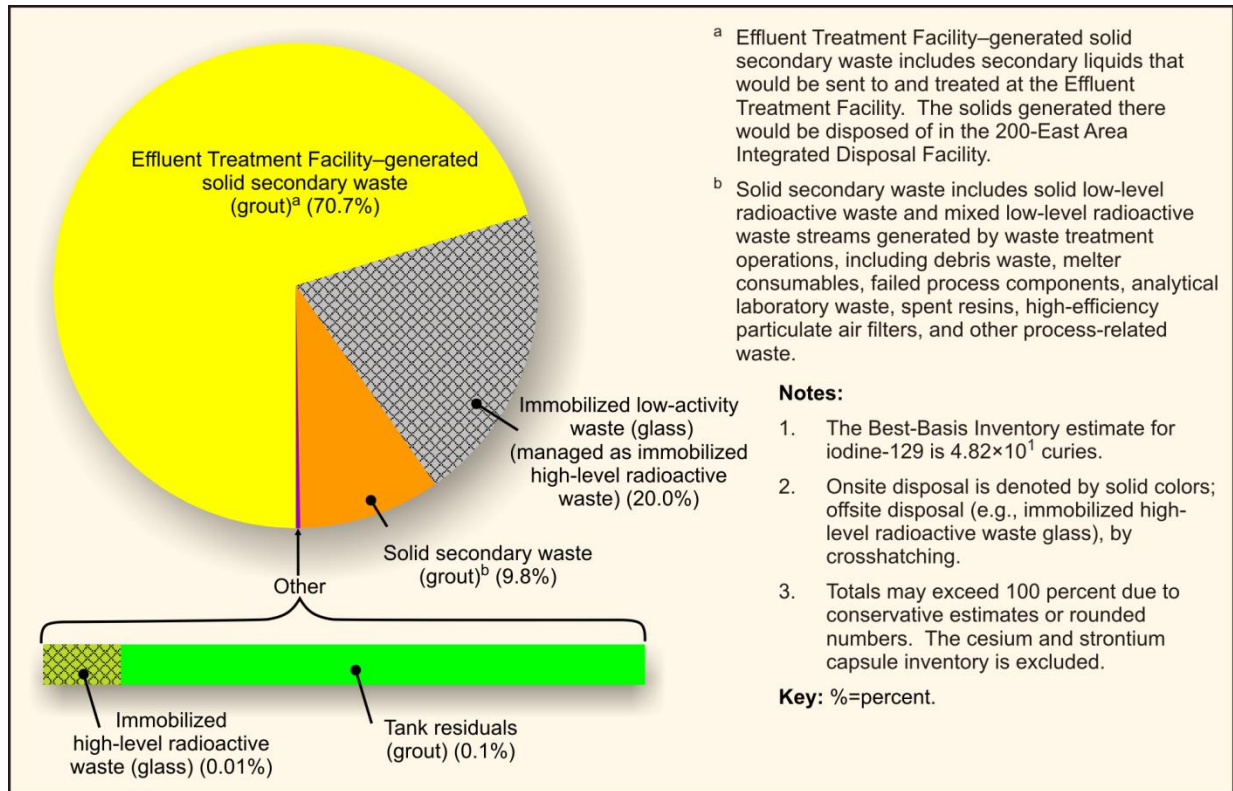 Effluent Treatment Facility–generated
solid secondary waste
(grout)ᵃ (70.7%)
Immobilized low-activity
waste (glass)
(managed as immobilized
high-level radioactive
waste) (20.0%)
Solid secondary waste
(grout)ᵇ (9.8%)
Other
Immobilized
high-level radioactive
waste (glass) (0.01%)
Tank residuals
(grout) (0.1%)
ᵃ Effluent Treatment Facility–generated solid
secondary waste includes secondary liquids that
would be sent to and treated at the Effluent
Treatment Facility. The solids generated there
would be disposed of in the 200-East Area
Integrated Disposal Facility.
ᵇ Solid secondary waste includes solid low-level
radioactive waste and mixed low-level radioactive
waste streams generated by waste treatment
operations, including debris waste, melter
consumables, failed process components, analytical
laboratory waste, spent resins, high-efficiency
particulate air filters, and other process-related
waste.
Notes:
1. The Best-Basis Inventory estimate for
iodine-129 is 4.82×10¹ curies.
2. Onsite disposal is denoted by solid colors;
offsite disposal (e.g., immobilized high-
level radioactive waste glass), by
crosshatching.
3. Totals may exceed 100 percent due to
conservative estimates or rounded
numbers. The cesium and strontium
capsule inventory is excluded.
Key: %=percent.